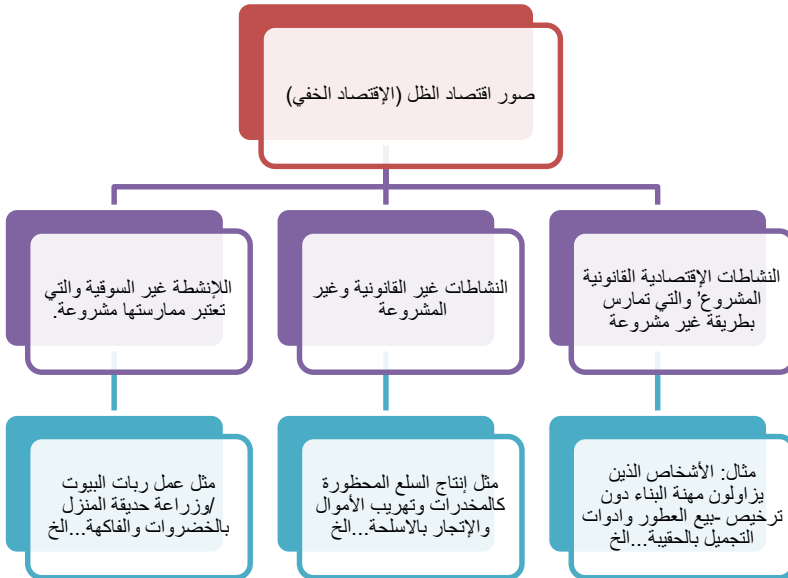 صور اقتصاد الظل (الإقتصاد الخفي)
النشاطات الإقتصادية القانونية
المشروع' والتي تمارس
بطريقة غير مشروعة
النشاطات غير القانونية وغير
المشروعة
اللإنشطة غير السوقية والتي
تعتبر ممارستها مشروعة.
مثال: الأشخاص الذين
يزاولون مهنة البناء دون
ترخيص -بيع العطور وادوات
التجميل بالحقيبة...الخ
مثل إنتاج السلع المحظورة
كالمخدرات وتهريب الأموال
والإتجار بالاسلحة...الخ
مثل عمل ربات البيوت
/وزراعة حديقة المنزل
بالخضروات والفاكهة...الخ